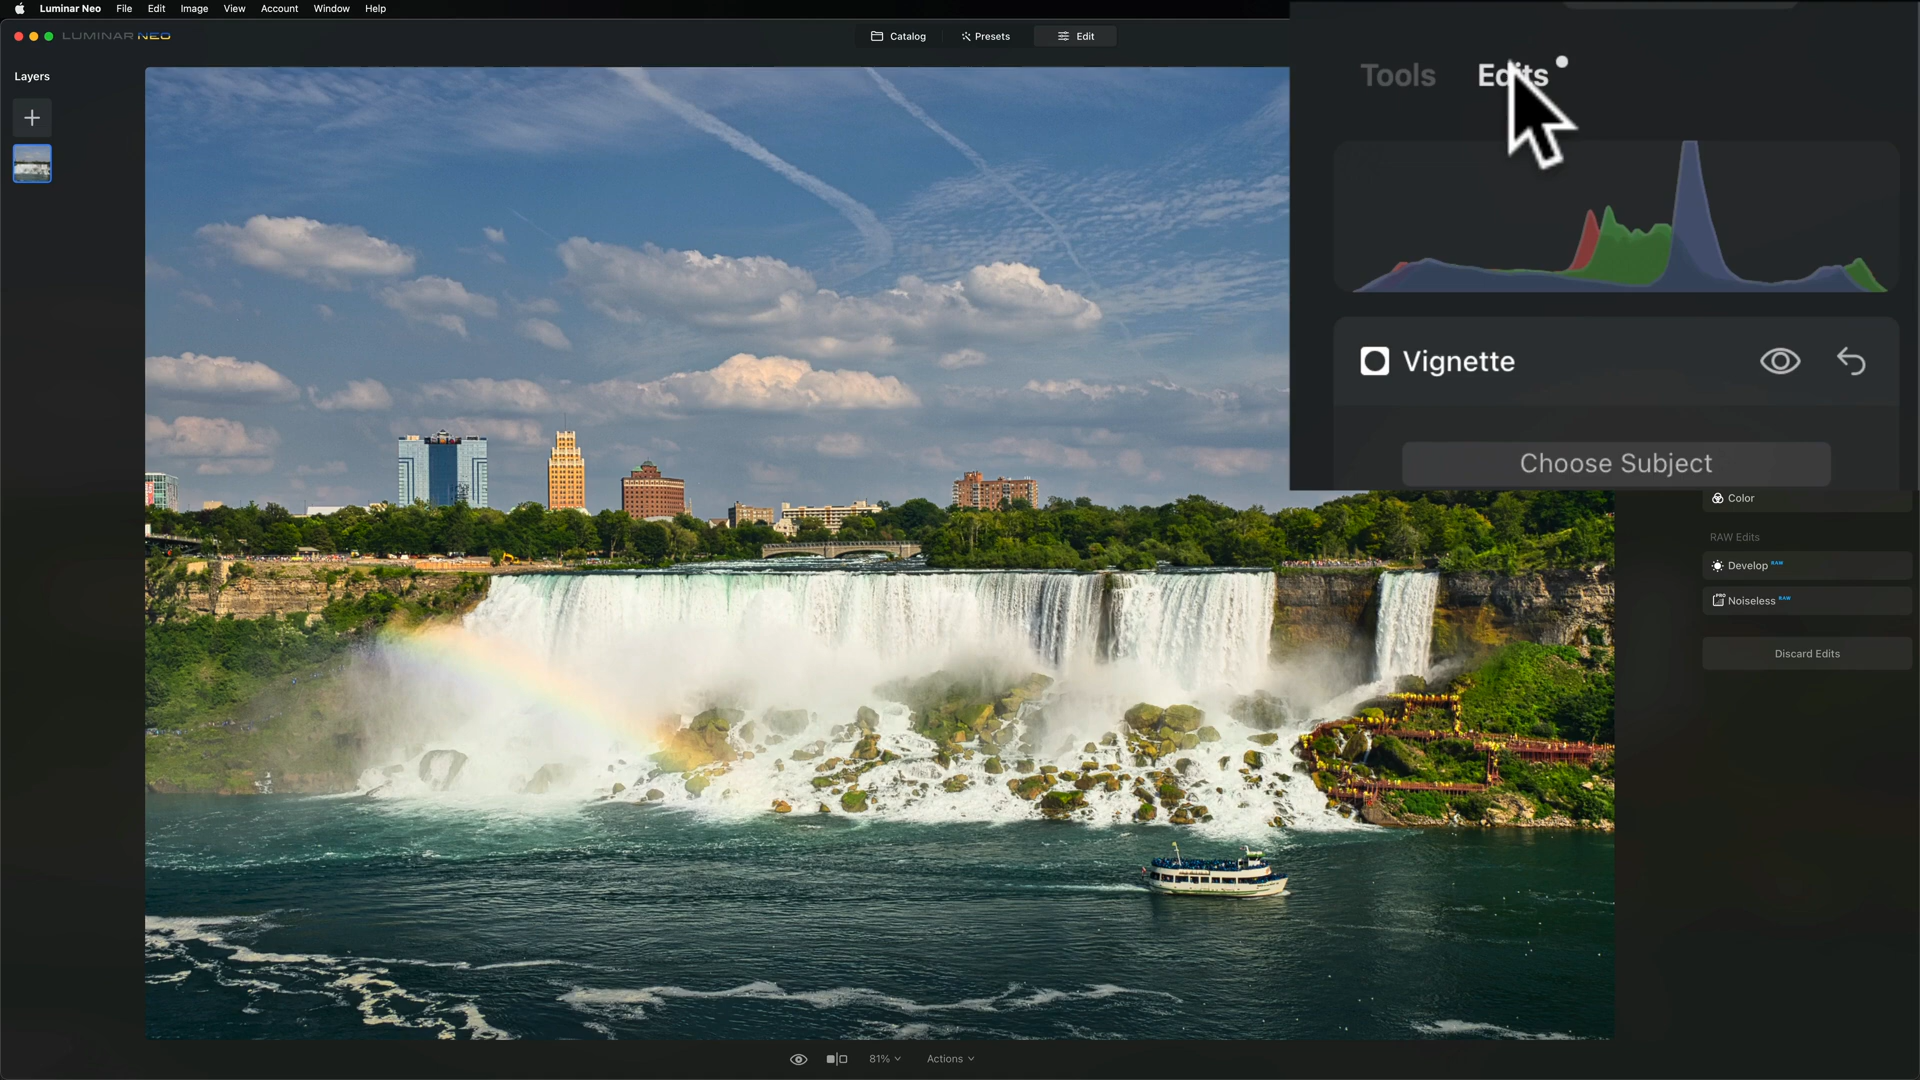 Luminar Neo File Edit Image View Account Window Help
LUMINAR NEO
Catalog Presets Edit
Layers
Tools Edits
Vignette
Choose Subject
Color
RAW Edits
Develop RAW
PRO Noiseless RAW
Discard Edits
81% Actions